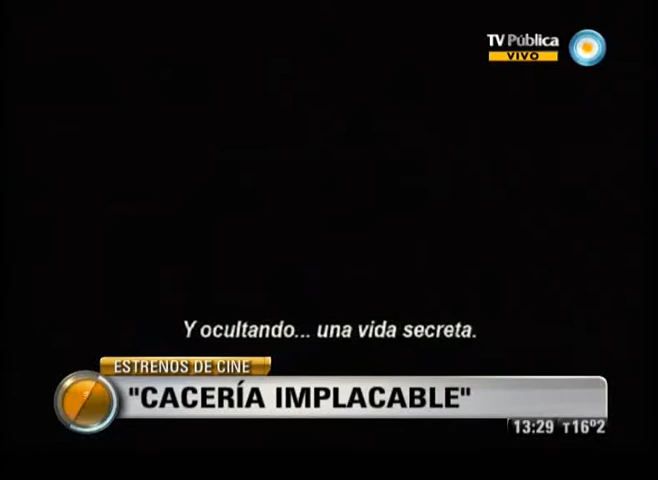 TV Pública
VIVO
Y ocultando... una vida secreta.
ESTRENOS DE CINE
"CACERÍA IMPLACABLE"
13:29 T16º2